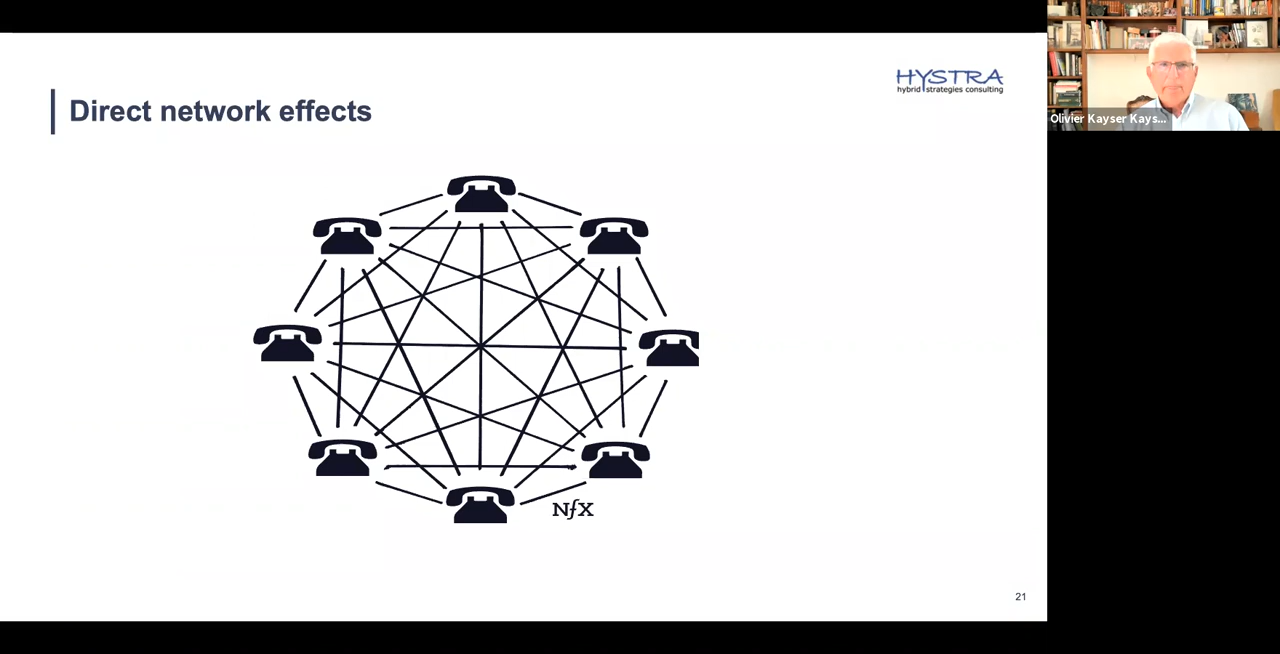 Direct network effects
HYSTRA
hybrid strategies consulting
NfX
21
Olivier Kayser Kays...